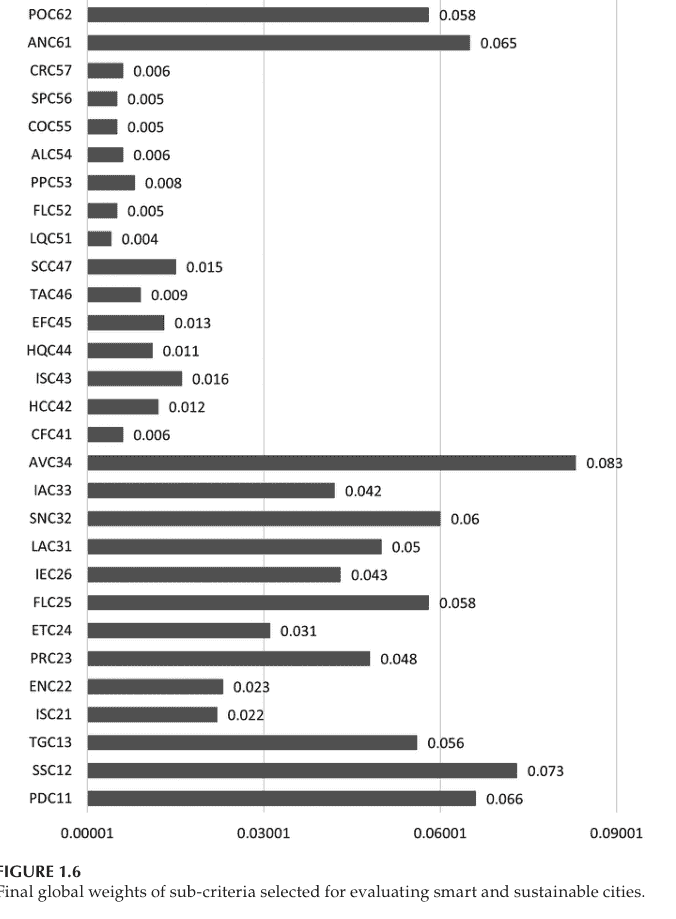 POC62 0.058
ANC61 0.065
CRC57 0.006
SPC56 0.005
COC55 0.005
ALC54 0.006
PPC53 0.008
FLC52 0.005
LQC51 0.004
SCC47 0.015
TAC46 0.009
EFC45 0.013
HQC44 0.011
ISC43 0.016
HCC42 0.012
CFC41 0.006
AVC34 0.083
IAC33 0.042
SNC32 0.06
LAC31 0.05
IEC26 0.043
FLC25 0.058
ETC24 0.031
PRC23 0.048
ENC22 0.023
ISC21 0.022
TGC13 0.056
SSC12 0.073
PDC11 0.066
0.00001 0.03001 0.06001 0.09001
FIGURE 1.6
Final global weights of sub-criteria selected for evaluating smart and sustainable cities.